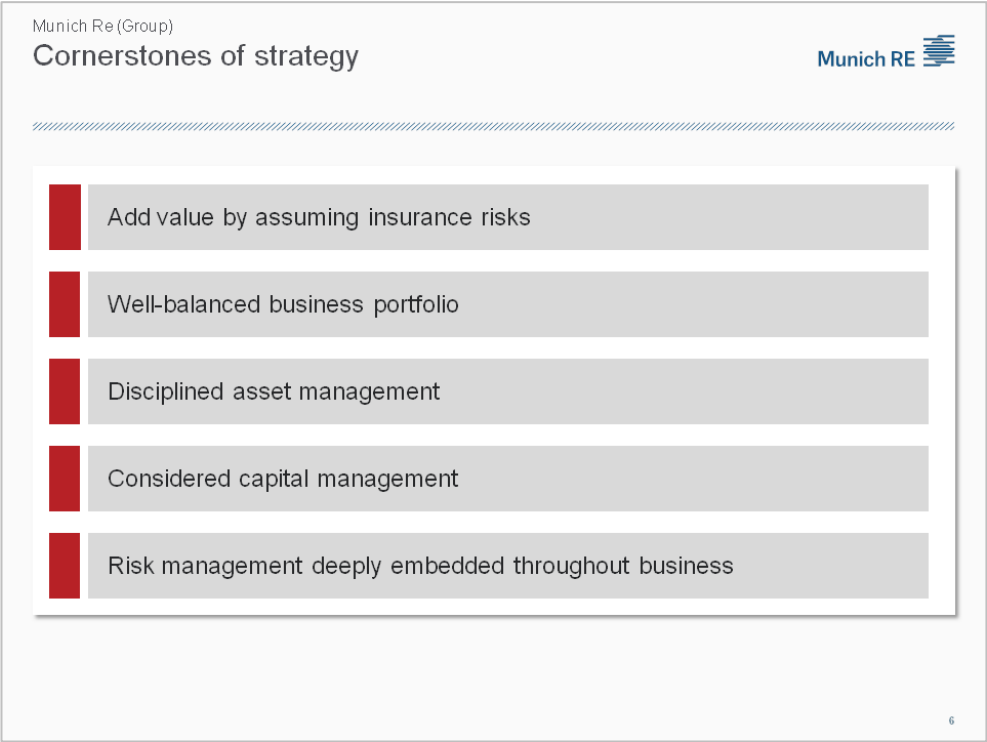 Munich Re (Group)
Cornerstones of strategy
Munich RE
Add value by assuming insurance risks
Well-balanced business portfolio
Disciplined asset management
Considered capital management
Risk management deeply embedded throughout business
6